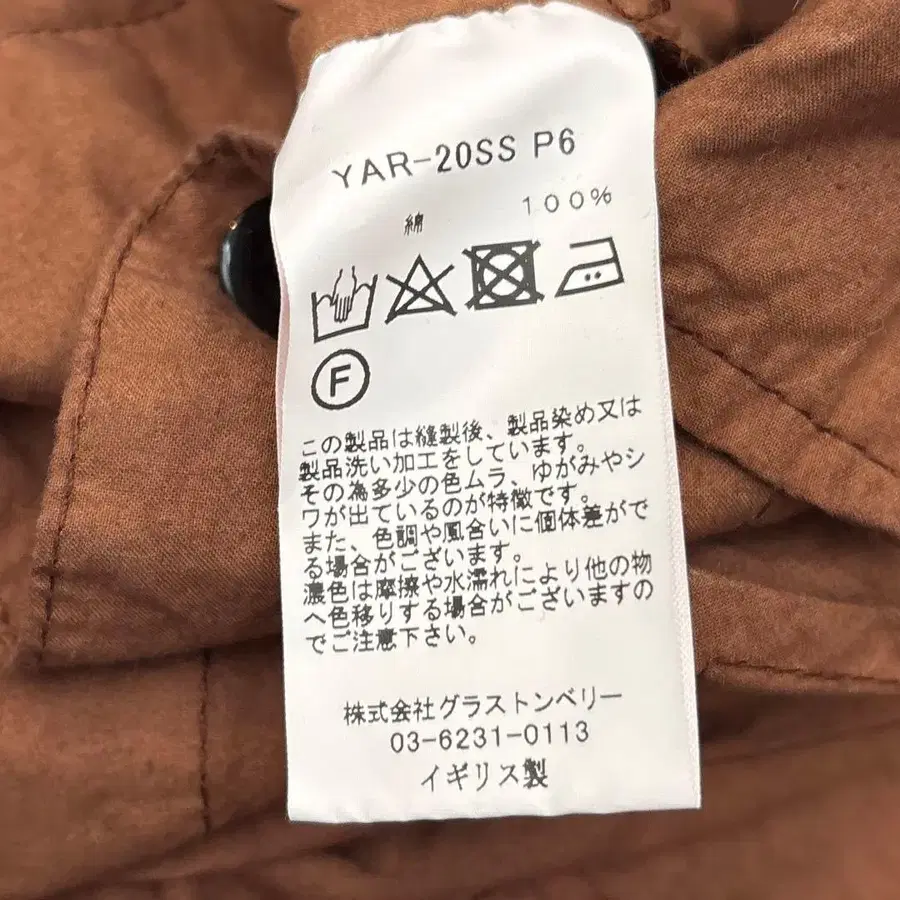 YAR-20SS P6
綿 100%
F
この製品は縫製後、製品染め又は
製品洗い加工をしています。
その為多少の色ムラ、ゆがみやシ
ワが出ているのが特徴です。
また、色調や風合いに個体差がで
る場合がございます。
濃色は摩擦や水濡れにより他の物
へ色移りする場合がございますの
でご注意下さい。
株式会社グラストンベリー
03-6231-0113
イギリス製